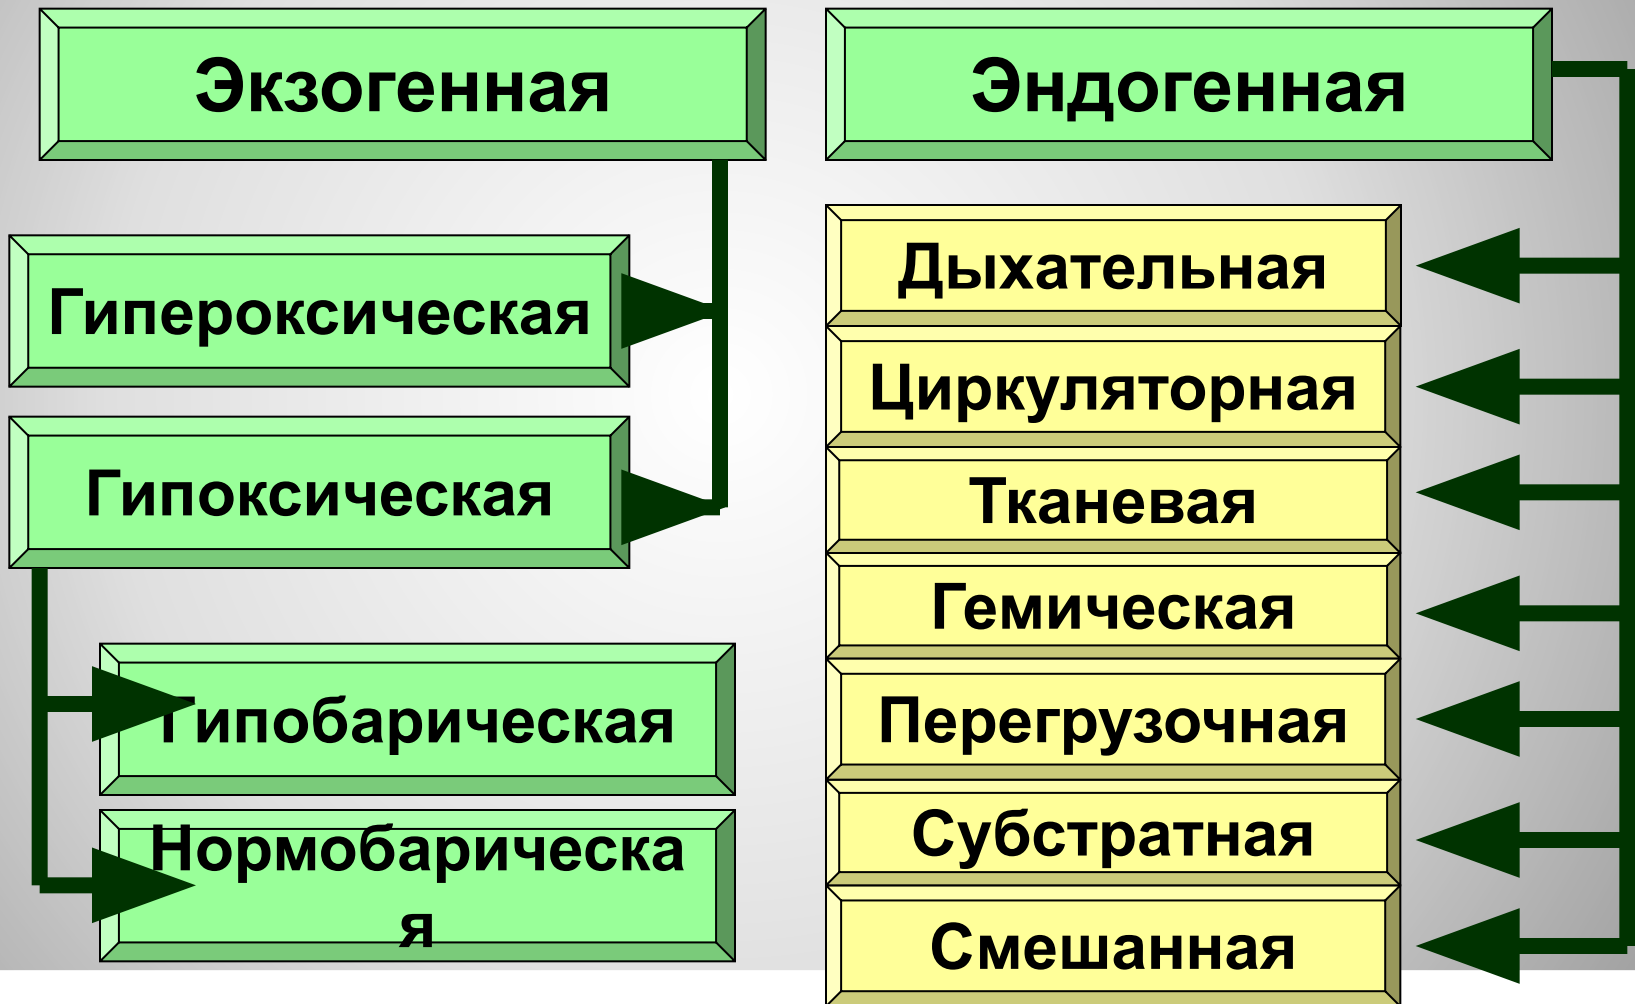 Экзогенная
Гипероксическая
Гипоксическая
Гипобарическая
Нормобарическа
я
Эндогенная
Дыхательная
Циркуляторная
Тканевая
Гемическая
Перегрузочная
Субстратная
Смешанная